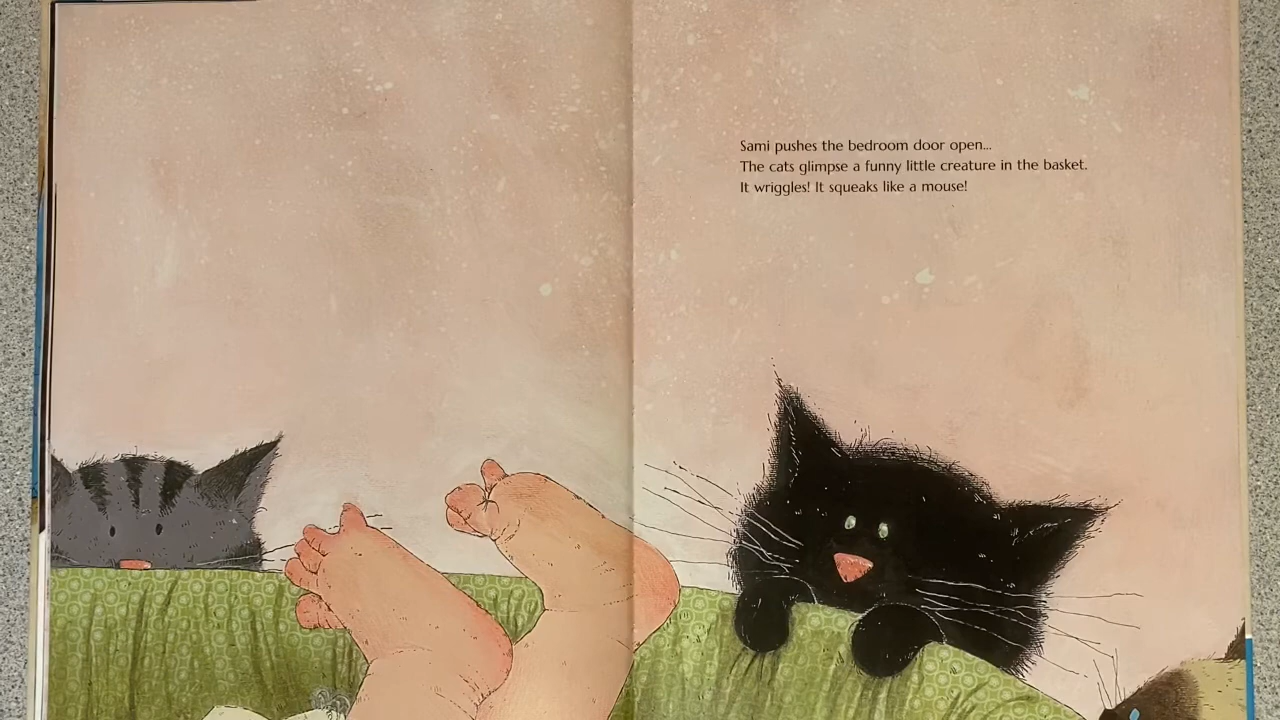 Sami pushes the bedroom door open...
The cats glimpse a funny little creature in the basket.
It wriggles! It squeaks like a mouse!